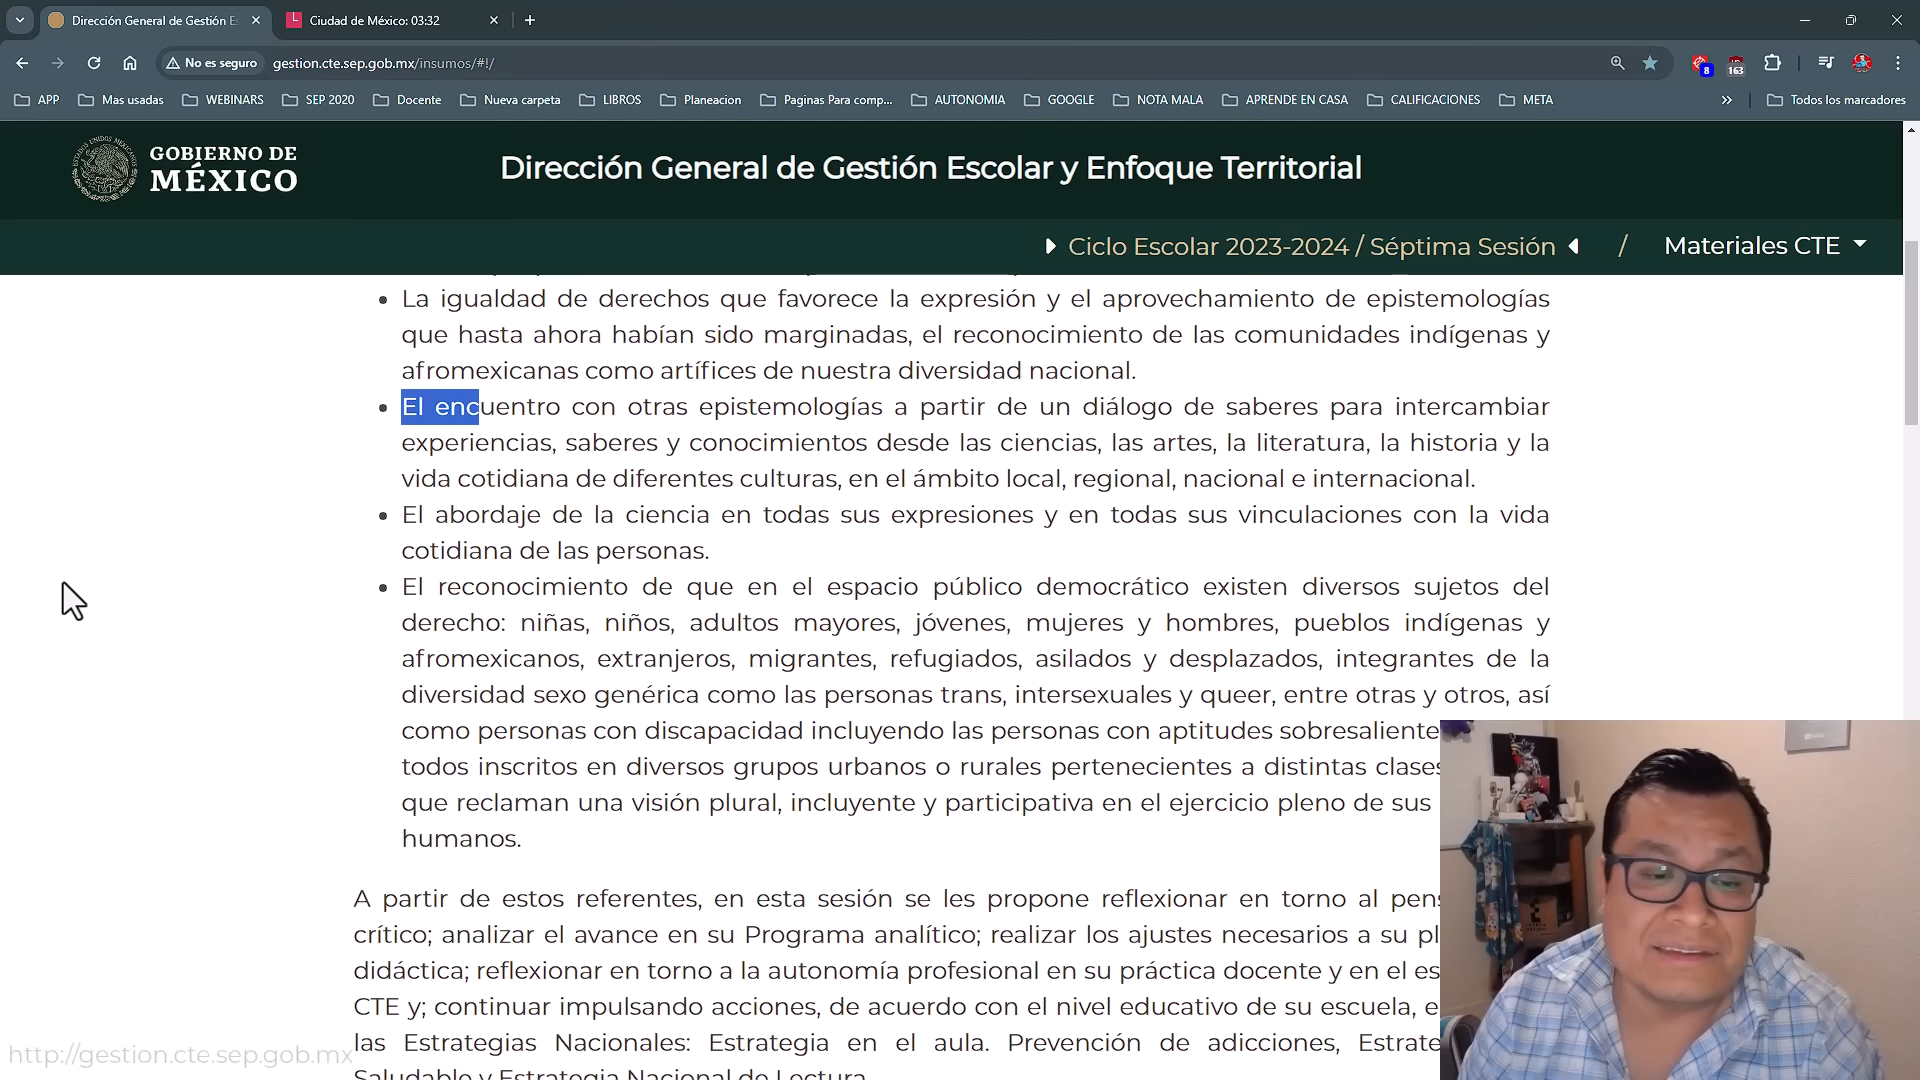 Dirección General de Gestión Es
Ciudad de México: 03:32
No es seguro
gestion.cte.sep.gob.mx/insumos/#!/
8
163
APP
Mas usadas
WEBINARS
SEP 2020
Docente
Nueva carpeta
LIBROS
Planeacion
Paginas Para comp...
AUTONOMIA
GOOGLE
NOTA MALA
APRENDE EN CASA
CALIFICACIONES
META
Todos los marcadores
GOBIERNO DE
MÉXICO
Dirección General de Gestión Escolar y Enfoque Territorial
Ciclo Escolar 2023-2024 / Séptima Sesión
/
Materiales CTE
La igualdad de derechos que favorece la expresión y el aprovechamiento de epistemologías
que hasta ahora habían sido marginadas, el reconocimiento de las comunidades indígenas y
afromexicanas como artífices de nuestra diversidad nacional.
El encuentro con otras epistemologías a partir de un diálogo de saberes para intercambiar
experiencias, saberes y conocimientos desde las ciencias, las artes, la literatura, la historia y la
vida cotidiana de diferentes culturas, en el ámbito local, regional, nacional e internacional.
El abordaje de la ciencia en todas sus expresiones y en todas sus vinculaciones con la vida
cotidiana de las personas.
El reconocimiento de que en el espacio público democrático existen diversos sujetos del
derecho: niñas, niños, adultos mayores, jóvenes, mujeres y hombres, pueblos indígenas y
afromexicanos, extranjeros, migrantes, refugiados, asilados y desplazados, integrantes de la
diversidad sexo genérica como las personas trans, intersexuales y queer, entre otras y otros, así
como personas con discapacidad incluyendo las personas con aptitudes sobresaliente
todos inscritos en diversos grupos urbanos o rurales pertenecientes a distintas clases
que reclaman una visión plural, incluyente y participativa en el ejercicio pleno de sus
humanos.
A partir de estos referentes, en esta sesión se les propone reflexionar en torno al pens
crítico; analizar el avance en su Programa analítico; realizar los ajustes necesarios a su pl
didáctica; reflexionar en torno a la autonomía profesional en su práctica docente y en el es
CTE y; continuar impulsando acciones, de acuerdo con el nivel educativo de su escuela, e
las Estrategias Nacionales: Estrategia en el aula. Prevención de adicciones, Estrate
Saludable y Estrategia Nacional de Lectura.
http://gestion.cte.sep.gob.mx